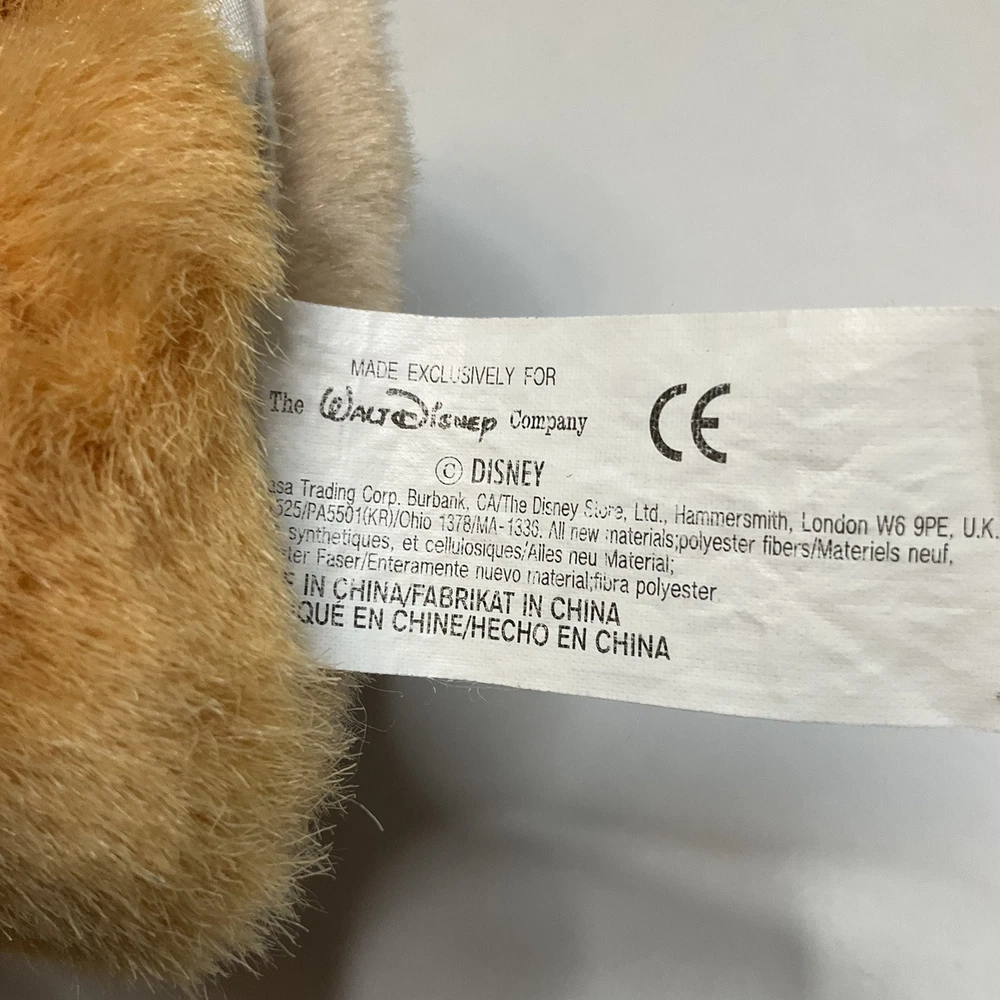 MADE EXCLUSIVELY FOR
The WALT DISNEY Company
CE
© DISNEY
asa Trading Corp. Burbank, CA/The Disney Store, Ltd., Hammersmith, London W6 9PE, U.K.
525/PA5501(KR)/Ohio 1378/MA-1336. All new materials;polyester fibers/Materiels neuf,
synthetiques, et cellulosiques/Alles neu Material;
ster Faser/Enteramente nuevo material;fibra polyester
E IN CHINA/FABRIKAT IN CHINA
QUÉ EN CHINE/HECHO EN CHINA